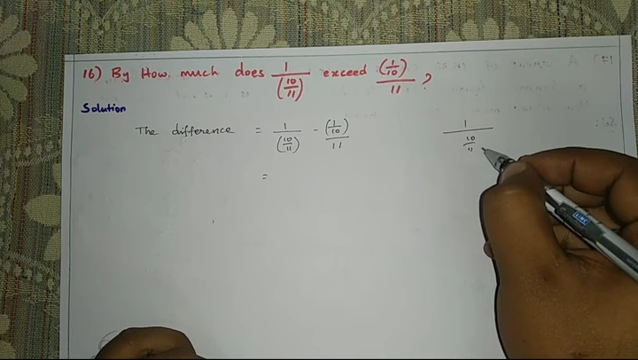 16) By How much does 1/(10/11) exceed (1/10)/11 ?
Solution
The difference = 1/(10/11) - (1/10)/11
1/(10/11)
=